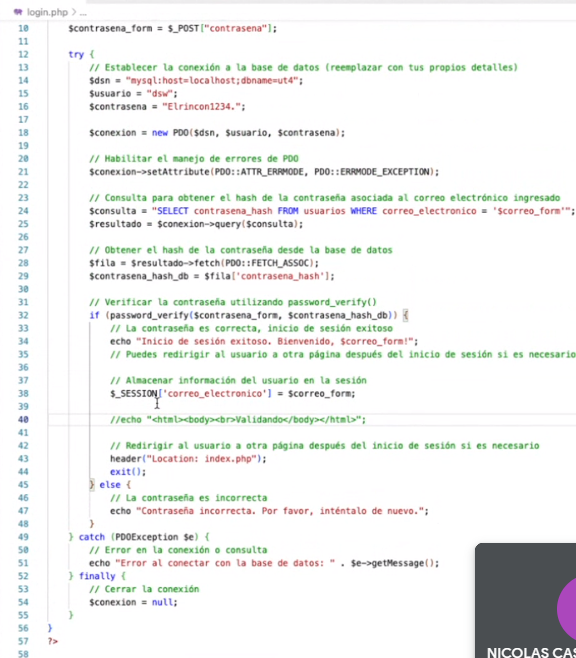 login.php > ...
10 $contrasena_form = $_POST["contrasena"];
11
12 try {
13 // Establecer la conexión a la base de datos (reemplazar con tus propios detalles)
14 $dsn = "mysql:host=localhost;dbname=ut4";
15 $usuario = "dsw";
16 $contrasena = "Elrincon1234.";
17
18 $conexion = new PDO($dsn, $usuario, $contrasena);
19
20 // Habilitar el manejo de errores de PDO
21 $conexion->setAttribute(PDO::ATTR_ERRMODE, PDO::ERRMODE_EXCEPTION);
22
23 // Consulta para obtener el hash de la contraseña asociada al correo electrónico ingresado
24 $consulta = "SELECT contrasena_hash FROM usuarios WHERE correo_electronico = '$correo_form'";
25 $resultado = $conexion->query($consulta);
26
27 // Obtener el hash de la contraseña desde la base de datos
28 $fila = $resultado->fetch(PDO::FETCH_ASSOC);
29 $contrasena_hash_db = $fila['contrasena_hash'];
30
31 // Verificar la contraseña utilizando password_verify()
32 if (password_verify($contrasena_form, $contrasena_hash_db)) {
33 // La contraseña es correcta, inicio de sesión exitoso
34 echo "Inicio de sesión exitoso. Bienvenido, $correo_form!";
35 // Puedes redirigir al usuario a otra página después del inicio de sesión si es necesario
36
37 // Almacenar información del usuario en la sesión
38 $_SESSION['correo_electronico'] = $correo_form;
39
40 //echo "<html><body><br>Validando</body></html>";
41
42 // Redirigir al usuario a otra página después del inicio de sesión si es necesario
43 header("Location: index.php");
44 exit();
45 } else {
46 // La contraseña es incorrecta
47 echo "Contraseña incorrecta. Por favor, inténtalo de nuevo.";
48 }
49 } catch (PDOException $e) {
50 // Error en la conexión o consulta
51 echo "Error al conectar con la base de datos: " . $e->getMessage();
52 } finally {
53 // Cerrar la conexión
54 $conexion = null;
55 }
56 }
57 ?>
58
NICOLAS CAS